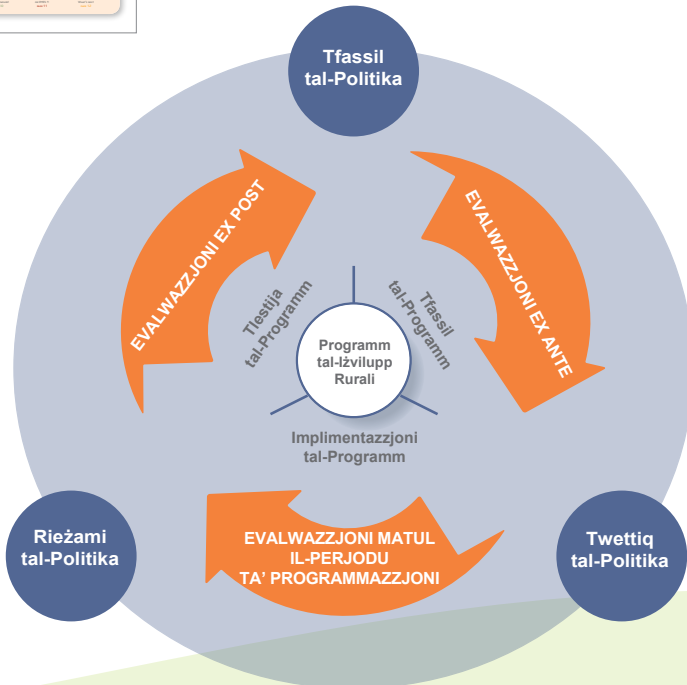 Tfassil
tal-Politika
EVALWAZZJONI EX POST
EVALWAZZJONI EX ANTE
Tlestija
tal-Programm
Tfassil
tal-Programm
Programm
tal-Iżvilupp
Rurali
Implimentazzjoni
tal-Programm
Rieżami
tal-Politika
EVALWAZZJONI MATUL
IL-PERJODU
TA’ PROGRAMMAZZJONI
Twettiq
tal-Politika